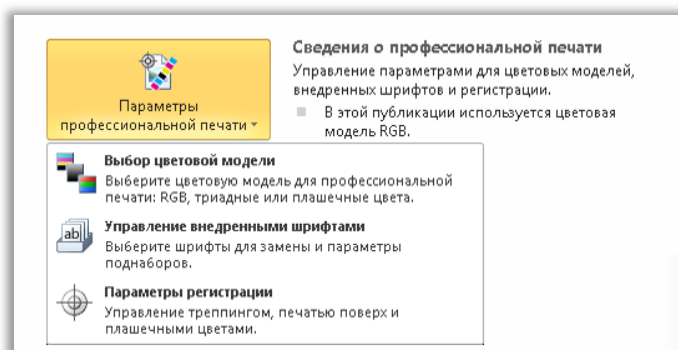 Параметры
профессиональной печати
Сведения о профессиональной печати
Управление параметрами для цветовых моделей,
внедренных шрифтов и регистрации.
В этой публикации используется цветовая
модель RGB.
Выбор цветовой модели
Выберите цветовую модель для профессиональной
печати: RGB, триадные или плашечные цвета.
ab
Управление внедренными шрифтами
Выберите шрифты для замены и параметры
поднаборов.
Параметры регистрации
Управление треппингом, печатью поверх и
плашечными цветами.